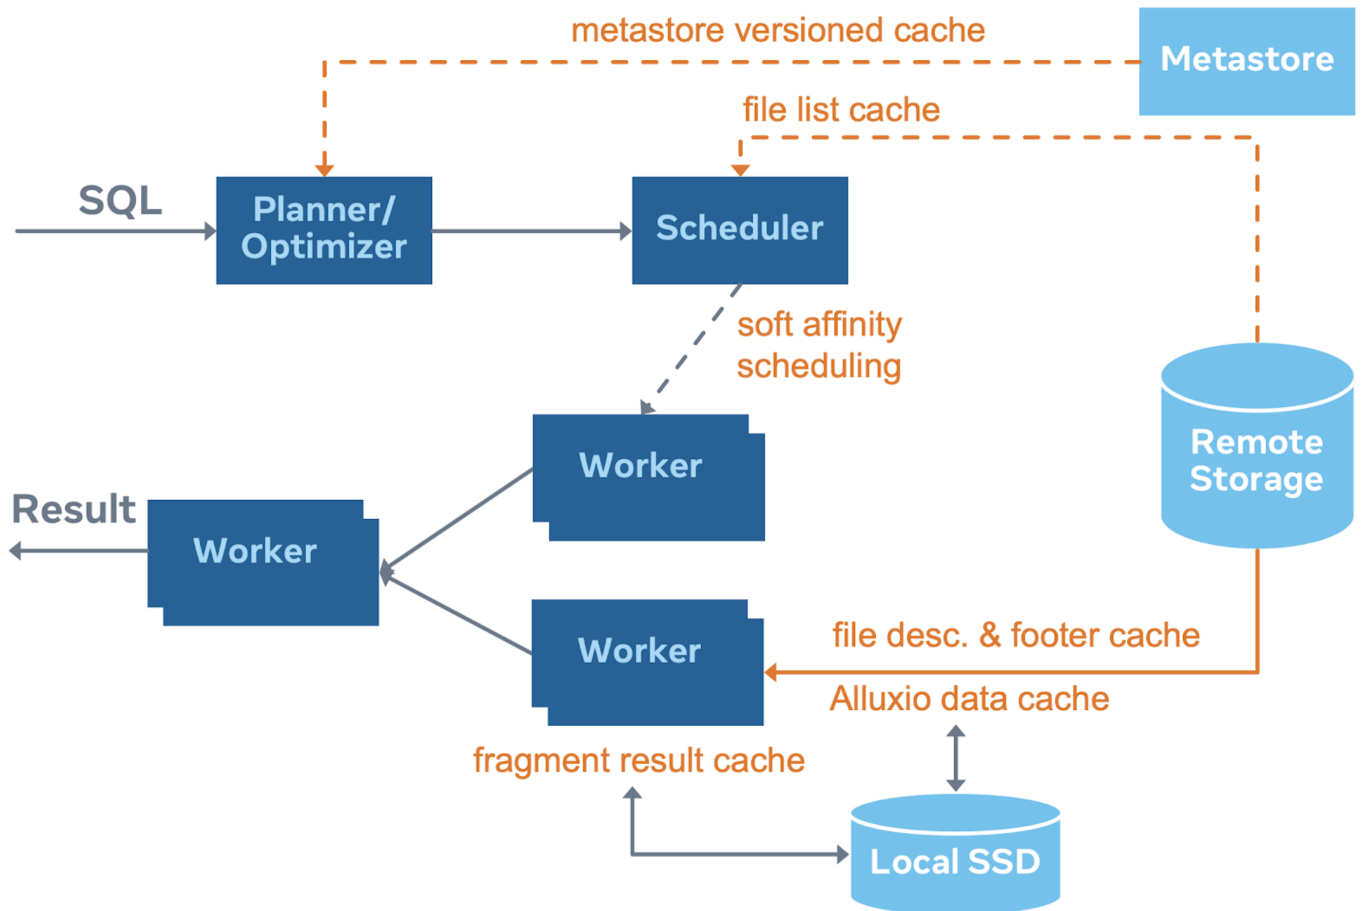 metastore versioned cache
Metastore
file list cache
SQL
Planner/
Optimizer
Scheduler
soft affinity
scheduling
Remote
Storage
Worker
Result
Worker
Worker
file desc. & footer cache
Alluxio data cache
fragment result cache
Local SSD